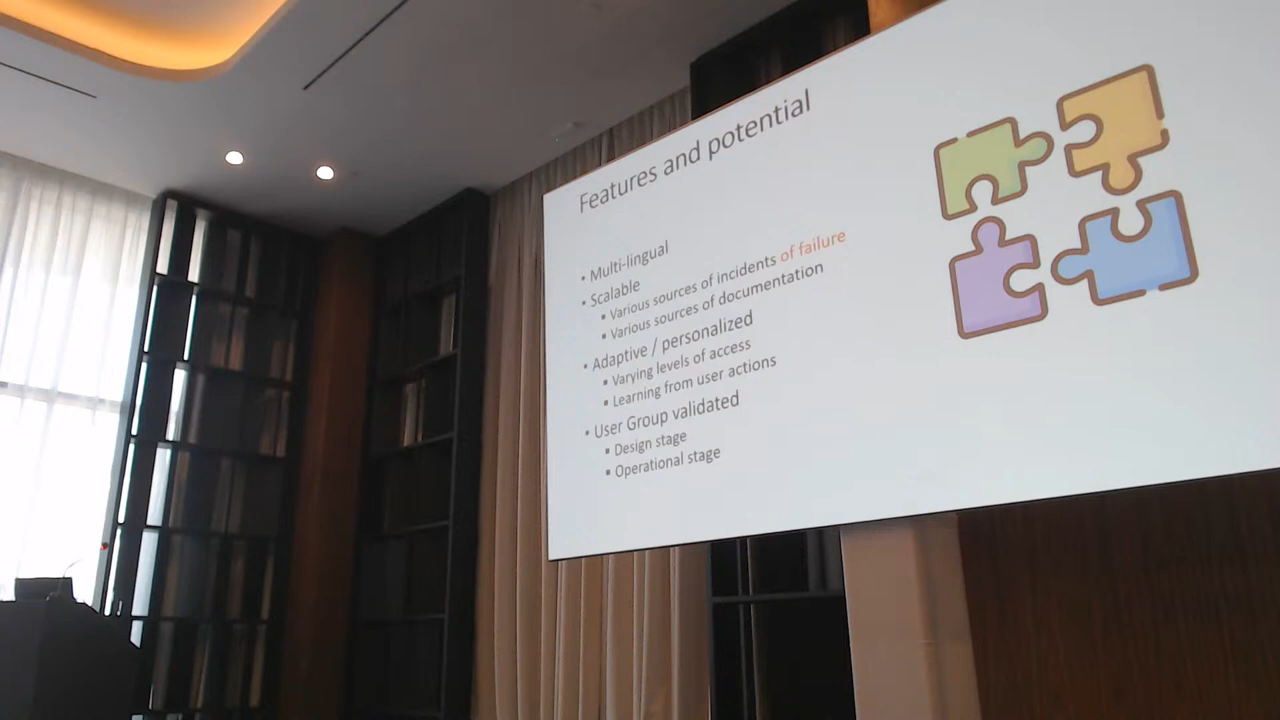 Features and potential
• Multi-lingual
• Scalable
▪ Various sources of incidents of failure
▪ Various sources of documentation
• Adaptive / personalized
▪ Varying levels of access
▪ Learning from user actions
• User Group validated
▪ Design stage
▪ Operational stage